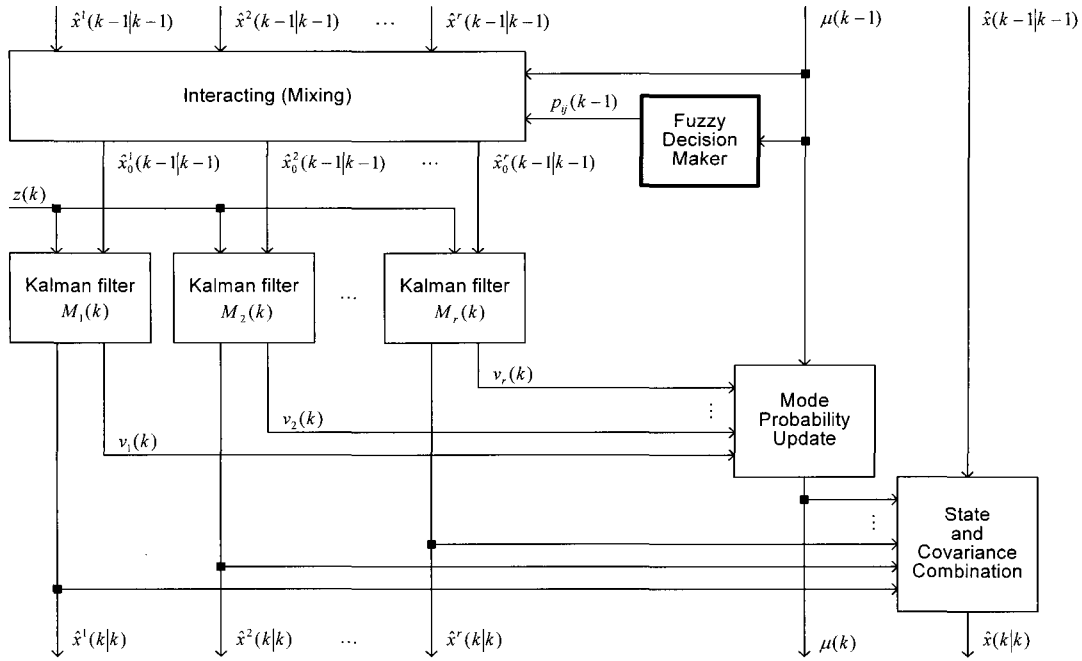 x̂¹(k−1|k−1) x̂²(k−1|k−1) ... x̂ʳ(k−1|k−1) μ(k−1) x̂(k−1|k−1)
Interacting (Mixing)
p_ij(k−1)
Fuzzy
Decision
Maker
x̂₀¹(k−1|k−1) x̂₀²(k−1|k−1) ... x̂₀ʳ(k−1|k−1)
z(k)
Kalman filter
M₁(k)
Kalman filter
M₂(k)
...
Kalman filter
M_r(k)
v_r(k)
v₂(k)
v₁(k)
⋮
Mode
Probability
Update
⋮
State
and
Covariance
Combination
x̂¹(k|k) x̂²(k|k) ... x̂ʳ(k|k) μ(k) x̂(k|k)